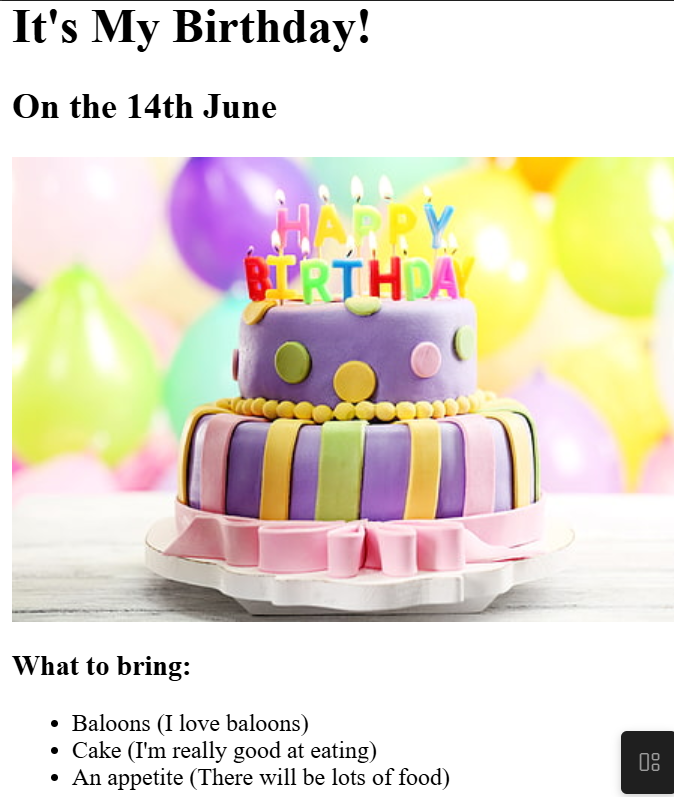 It's My Birthday!
On the 14th June
HAPPY
BIRTHDAY
What to bring:
Baloons (I love baloons)
Cake (I'm really good at eating)
An appetite (There will be lots of food)